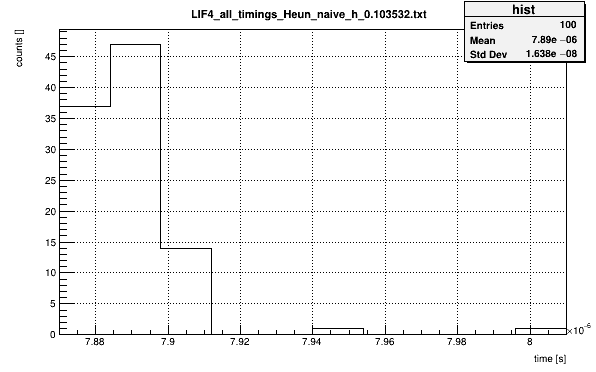 LIF4_all_timings_Heun_naive_h_0.103532.txt
hist
Entries 100
Mean 7.89e −06
Std Dev 1.638e −08
counts []
45
40
35
30
25
20
15
10
5
0
7.88 7.9 7.92 7.94 7.96 7.98 8
×10⁻⁶
time [s]